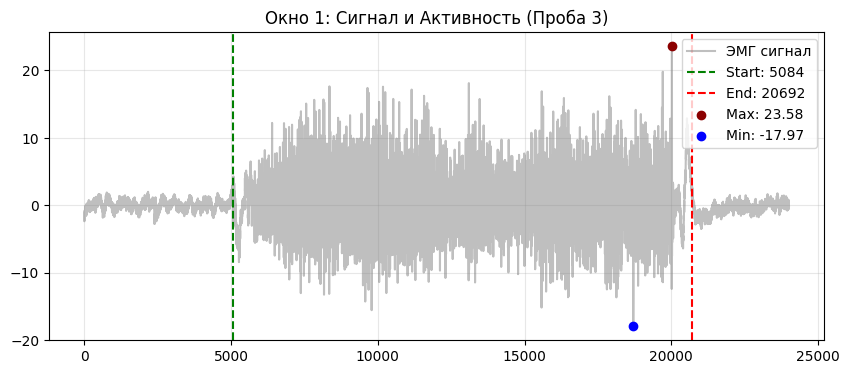 Окно 1: Сигнал и Активность (Проба 3)
ЭМГ сигнал
Start: 5084
End: 20692
Max: 23.58
Min: -17.97
20
10
0
−10
−20
0 5000 10000 15000 20000 25000